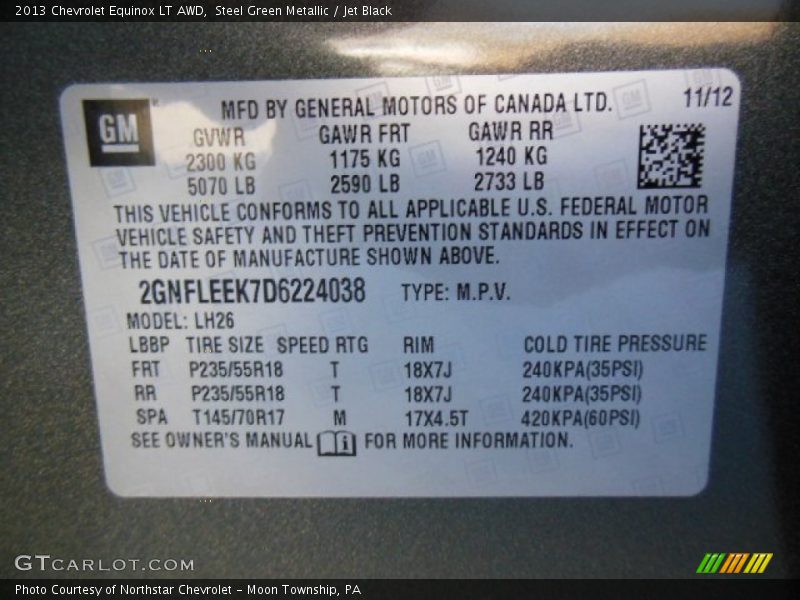 2013 Chevrolet Equinox LT AWD,  Steel Green Metallic / Jet Black
GM
MFD BY GENERAL MOTORS OF CANADA LTD. 11/12
GVWR GAWR FRT GAWR RR
2300 KG 1175 KG 1240 KG
5070 LB 2590 LB 2733 LB
THIS VEHICLE CONFORMS TO ALL APPLICABLE U.S. FEDERAL MOTOR
VEHICLE SAFETY AND THEFT PREVENTION STANDARDS IN EFFECT ON
THE DATE OF MANUFACTURE SHOWN ABOVE.
2GNFLEEK7D6224038 TYPE: M.P.V.
MODEL: LH26
LBBP TIRE SIZE SPEED RTG RIM COLD TIRE PRESSURE
FRT P235/55R18 T 18X7J 240KPA(35PSI)
RR P235/55R18 T 18X7J 240KPA(35PSI)
SPA T145/70R17 M 17X4.5T 420KPA(60PSI)
SEE OWNER'S MANUAL i FOR MORE INFORMATION.
GTCARLOT.COM
Photo Courtesy of Northstar Chevrolet – Moon Township, PA